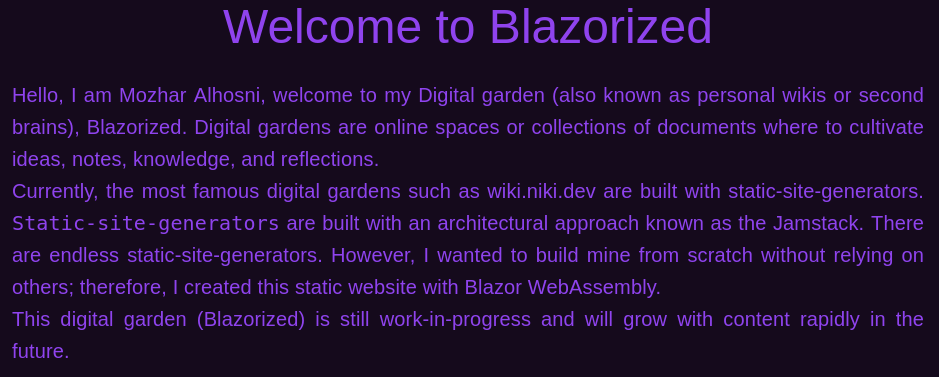 Welcome to Blazorized
Hello, I am Mozhar Alhosni, welcome to my Digital garden (also known as personal wikis or second
brains), Blazorized. Digital gardens are online spaces or collections of documents where to cultivate
ideas, notes, knowledge, and reflections.
Currently, the most famous digital gardens such as wiki.niki.dev are built with static-site-generators.
Static-site-generators are built with an architectural approach known as the Jamstack. There
are endless static-site-generators. However, I wanted to build mine from scratch without relying on
others; therefore, I created this static website with Blazor WebAssembly.
This digital garden (Blazorized) is still work-in-progress and will grow with content rapidly in the
future.